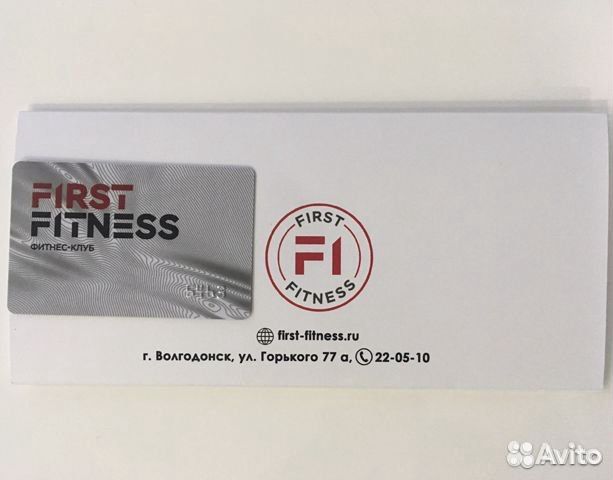 FIRST
FITNESS
ФИТНЕС-КЛУБ
FIRST
F1
FITNESS
first-fitness.ru
г. Волгодонск, ул. Горького 77 а, 22-05-10
Avito